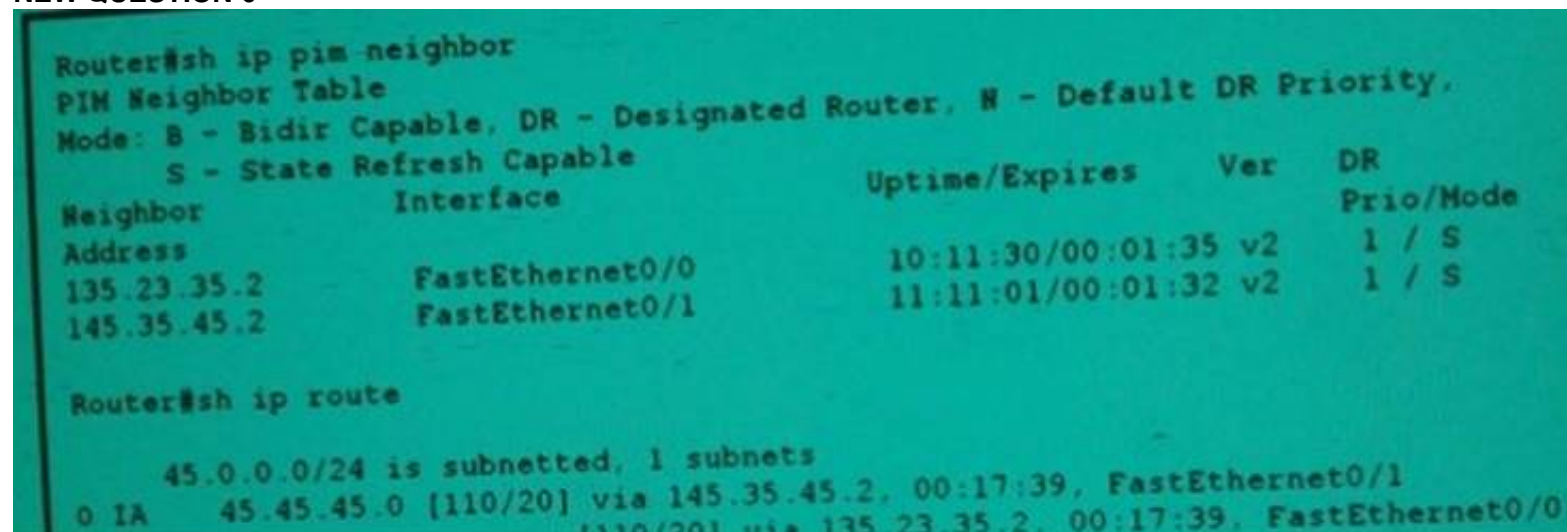 NEW QUESTION 6
Router#sh ip pim neighbor
PIM Neighbor Table
Mode: B - Bidir Capable, DR - Designated Router, N - Default DR Priority,
S - State Refresh Capable
Neighbor Interface Uptime/Expires Ver DR
Address Prio/Mode
135.23.35.2 FastEthernet0/0 10:11:30/00:01:35 v2 1 / S
145.35.45.2 FastEthernet0/1 11:11:01/00:01:32 v2 1 / S
Router#sh ip route
45.0.0.0/24 is subnetted, 1 subnets
O IA 45.45.45.0 [110/20] via 145.35.45.2, 00:17:39, FastEthernet0/1
[110/20] via 135.23.35.2, 00:17:39, FastEthernet0/0